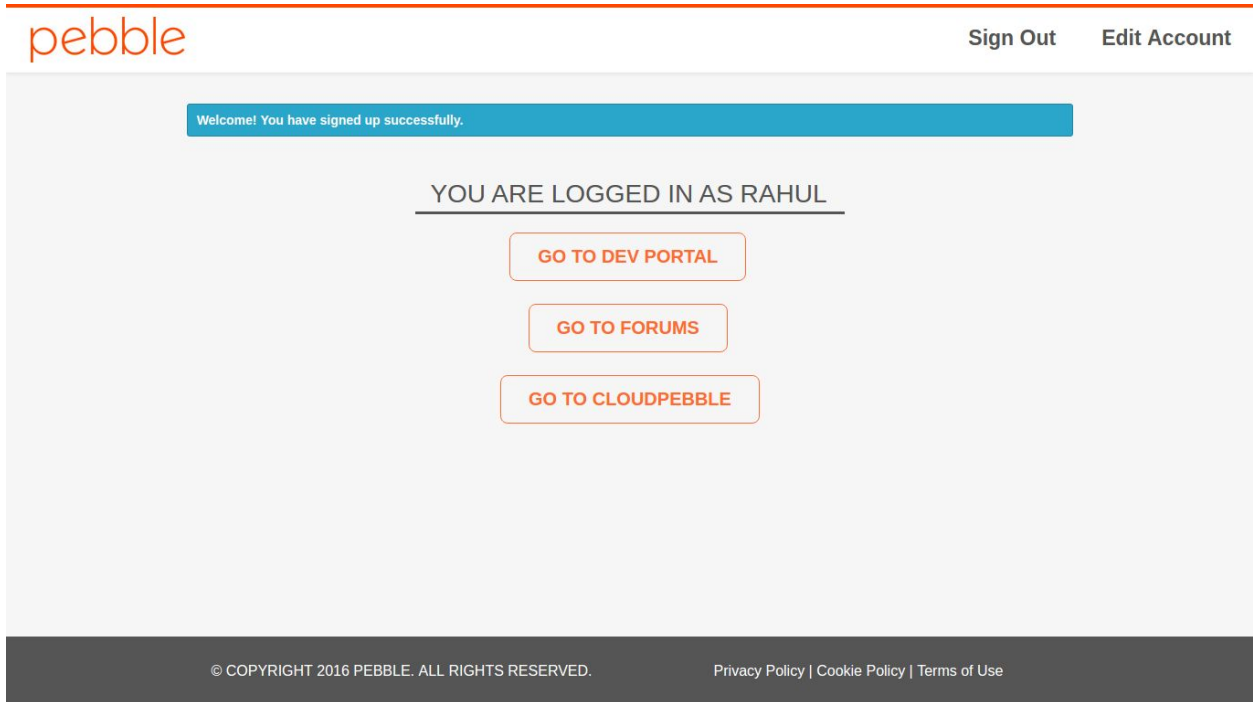 pebble
Sign Out
Edit Account
Welcome! You have signed up successfully.
YOU ARE LOGGED IN AS RAHUL
GO TO DEV PORTAL
GO TO FORUMS
GO TO CLOUDPEBBLE
© COPYRIGHT 2016 PEBBLE. ALL RIGHTS RESERVED.
Privacy Policy | Cookie Policy | Terms of Use